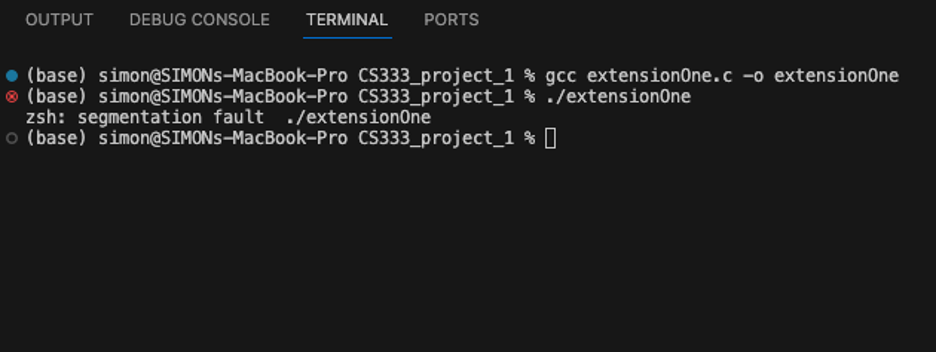 OUTPUT DEBUG CONSOLE TERMINAL PORTS
(base) simon@SIMONs-MacBook-Pro CS333_project_1 % gcc extensionOne.c -o extensionOne
(base) simon@SIMONs-MacBook-Pro CS333_project_1 % ./extensionOne
zsh: segmentation fault  ./extensionOne
(base) simon@SIMONs-MacBook-Pro CS333_project_1 %